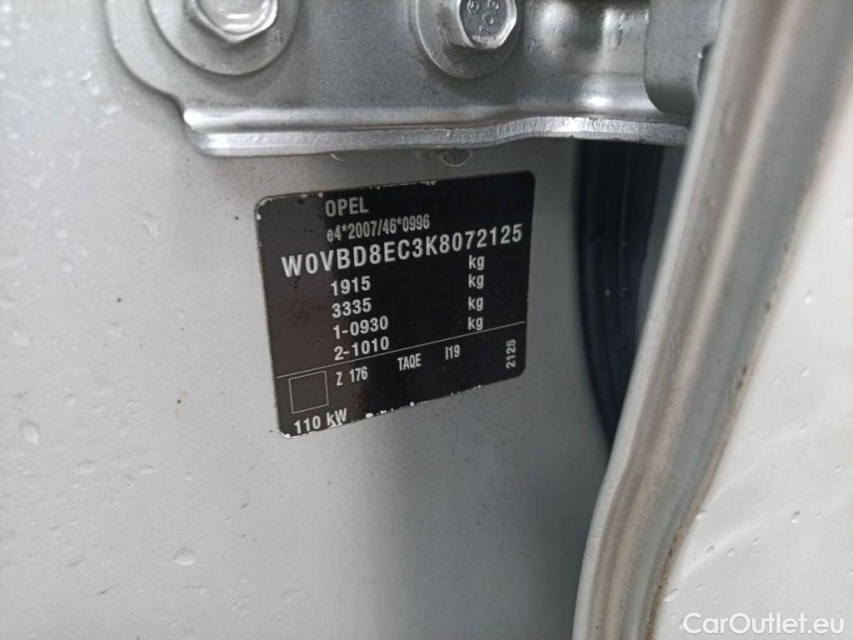 OPEL
e4*2007/46*0996
W0VBD8EC3K8072125
1915 kg
3335 kg
1-0930 kg
2-1010 kg
Z 176 TAQE I19 2125
110 kW
CarOutlet.eu